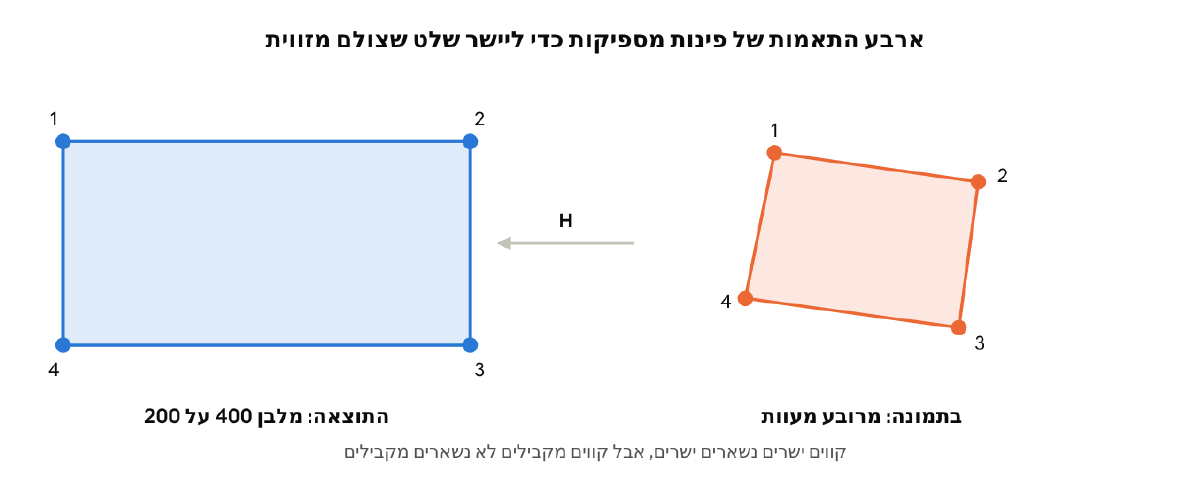 ארבע התאמות של פינות מספיקות כדי ליישר שלט שצולם מזווית
1
2
4
3
H
1
2
4
3
בתמונה: מרובע מעוות
התוצאה: מלבן 400 על 200
קווים ישרים נשארים ישרים, אבל קווים מקבילים לא נשארים מקבילים